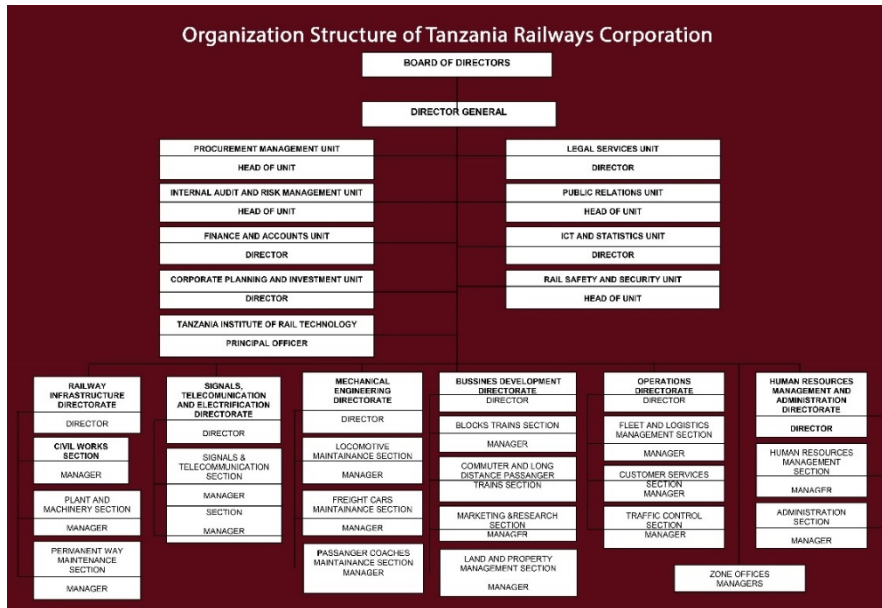 Organization Structure of Tanzania Railways Corporation
BOARD OF DIRECTORS
DIRECTOR GENERAL
PROCUREMENT MANAGEMENT UNIT
HEAD OF UNIT
INTERNAL AUDIT AND RISK MANAGEMENT UNIT
HEAD OF UNIT
FINANCE AND ACCOUNTS UNIT
DIRECTOR
CORPORATE PLANNING AND INVESTMENT UNIT
DIRECTOR
TANZANIA INSTITUTE OF RAIL TECHNOLOGY
PRINCIPAL OFFICER
LEGAL SERVICES UNIT
DIRECTOR
PUBLIC RELATIONS UNIT
HEAD OF UNIT
ICT AND STATISTICS UNIT
DIRECTOR
RAIL SAFETY AND SECURITY UNIT
HEAD OF UNIT
RAILWAY
INFRASTRUCTURE
DIRECTORATE
DIRECTOR
CIVIL WORKS
SECTION
MANAGER
PLANT AND
MACHINERY SECTION
MANAGER
PERMANENT WAY
MAINTENANCE
SECTION
MANAGER
SIGNALS,
TELECOMUNICATION
AND ELECTRIFICATION
DIRECTORATE
DIRECTOR
SIGNALS &
TELECOMMUNICATION
SECTION
MANAGER
SECTION
MANAGER
MECHANICAL
ENGINEERING
DIRECTORATE
DIRECTOR
LOCOMOTIVE
MAINTAINANCE SECTION
MANAGER
FREIGHT CARS
MAINTAINANCE SECTION
MANAGER
PASSANGER COACHES
MAINTAINANCE SECTION
MANAGER
BUSSINES DEVELOPMENT
DIRECTORATE
DIRECTOR
BLOCKS TRAINS SECTION
MANAGER
COMMUTER AND LONG
DISTANCE PASSENGER
TRAINS SECTION
MARKETING &RESEARCH
SECTION
MANAGER
LAND AND PROPERTY
MANAGEMENT SECTION
MANAGER
OPERATIONS
DIRECTORATE
DIRECTOR
FLEET AND LOGISTICS
MANAGEMENT SECTION
MANAGER
CUSTOMER SERVICES
SECTION
MANAGER
TRAFFIC CONTROL
SECTION
MANAGER
HUMAN RESOURCES
MANAGEMENT AND
ADMINISTRATION
DIRECTORATE
DIRECTOR
HUMAN RESOURCES
MANAGEMENT
SECTION
MANAGER
ADMINISTRATION
SECTION
MANAGER
ZONE OFFICES
MANAGERS